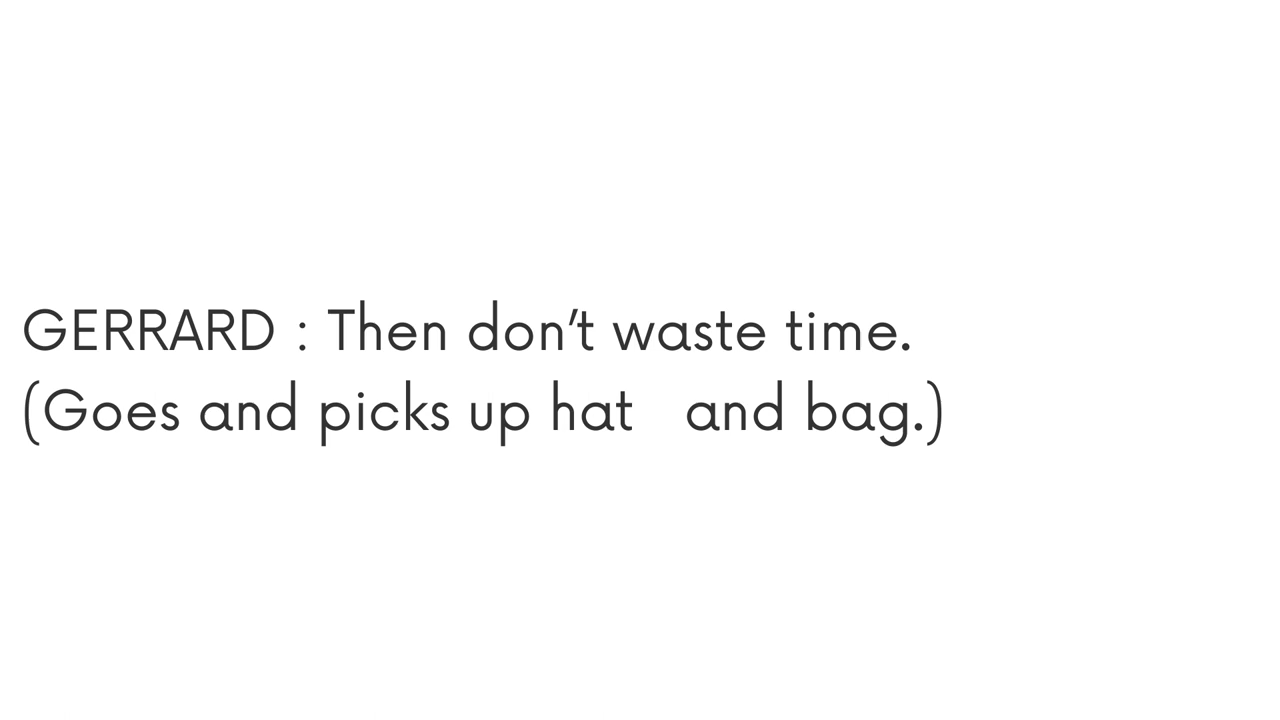 GERRARD : Then don’t waste time.
(Goes and picks up hat   and bag.)